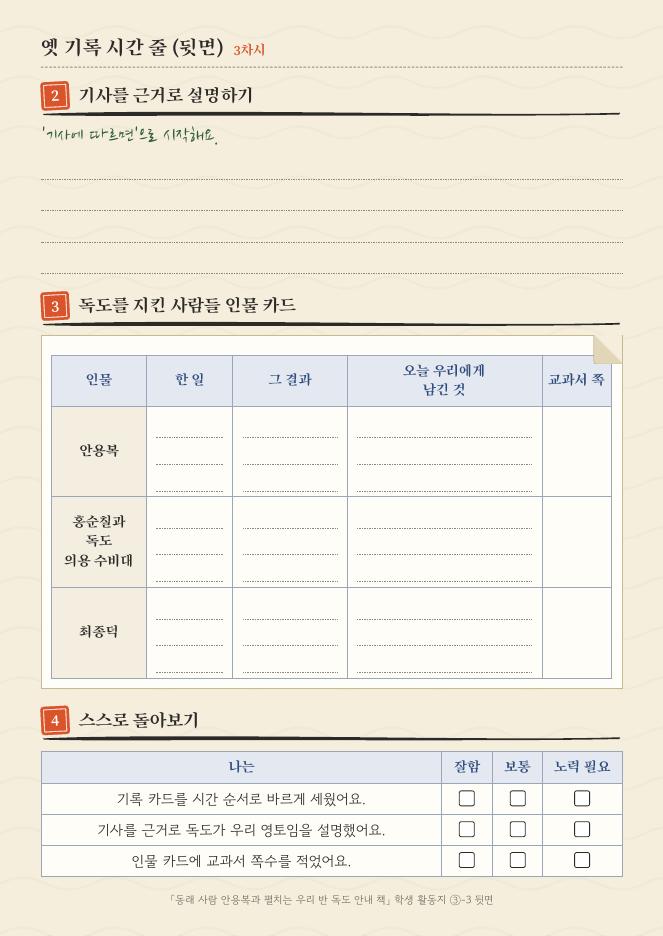 옛 기록 시간 줄 (뒷면) 3차시
2 기사를 근거로 설명하기
'기사에 따르면'으로 시작해요.
3 독도를 지킨 사람들 인물 카드
인물 한 일 그 결과 오늘 우리에게 남긴 것 교과서 쪽
안용복
홍순칠과
독도
의용 수비대
최종덕
4 스스로 돌아보기
나는 잘함 보통 노력 필요
기록 카드를 시간 순서로 바르게 세웠어요.
기사를 근거로 독도가 우리 영토임을 설명했어요.
인물 카드에 교과서 쪽수를 적었어요.
「동래 사람 안용복과 펼치는 우리 반 독도 안내 책」 학생 활동지 ③-3 뒷면